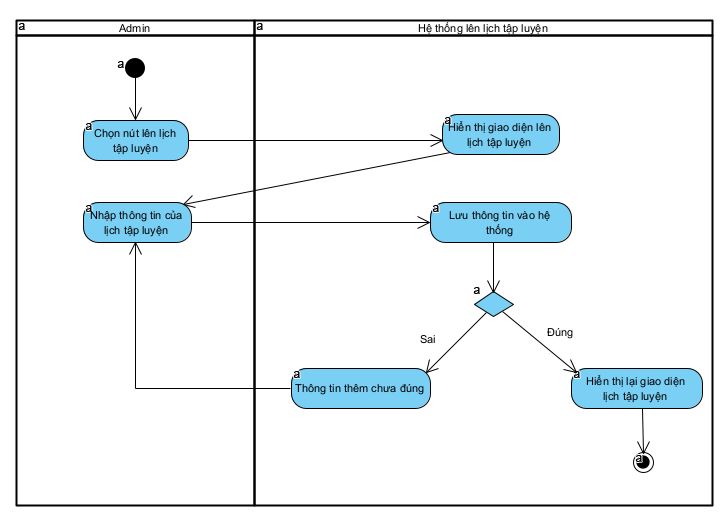 a
Admin
a
Hệ thống lên lịch tập luyện
a
a
Chọn nút lên lịch
tập luyện
a
Hiển thị giao diện lên
lịch tập luyện
a
Nhập thông tin của
lịch tập luyện
a
Lưu thông tin vào hệ
thống
a
Sai
Đúng
a
Thông tin thêm chưa đúng
a
Hiển thị lại giao diện
lịch tập luyện
a